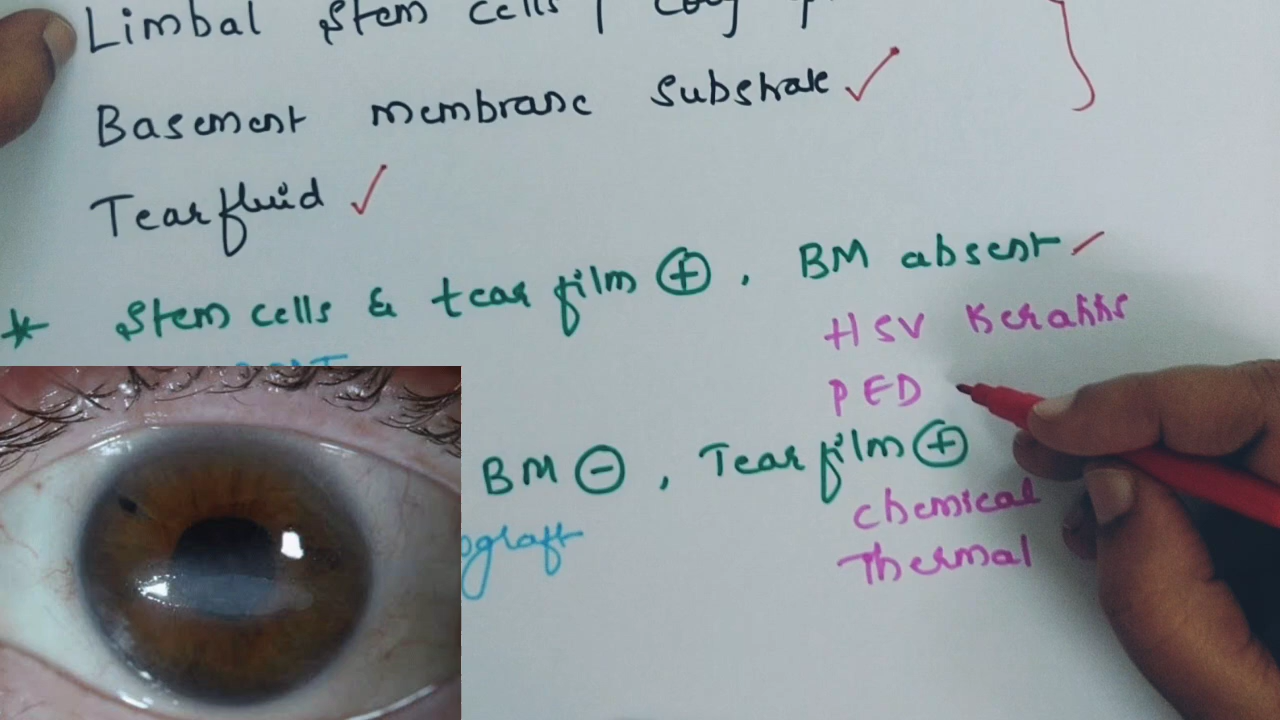 Limbal stem cells
Basement membrane substrate ✓
Tear fluid ✓
* Stem cells & tear film ⊕ , BM absent
HSV Keratitis
PED
BM ⊖ , Tear film ⊕
Chemical
Thermal